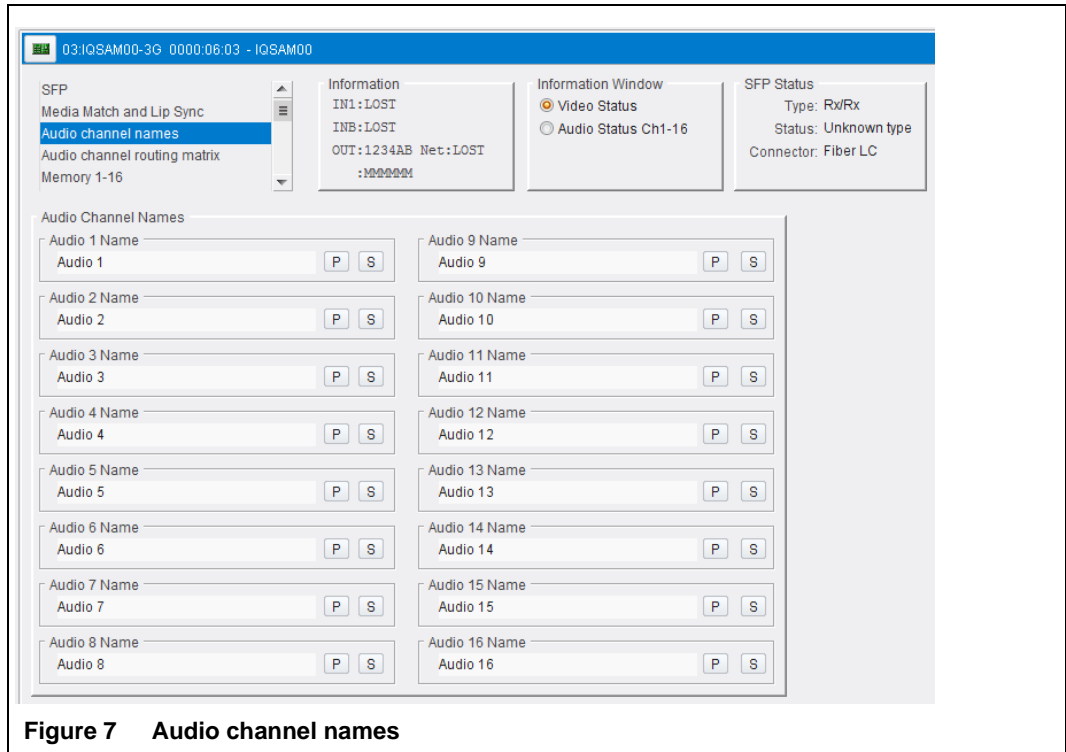 03:IQSAM00-3G 0000:06:03 - IQSAM00
SFP
Media Match and Lip Sync
Audio channel names
Audio channel routing matrix
Memory 1-16
Information
IN1:LOST
INB:LOST
OUT:1234AB Net:LOST
:MMMMMM
Information Window
Video Status
Audio Status Ch1-16
SFP Status
Type: Rx/Rx
Status: Unknown type
Connector: Fiber LC
Audio Channel Names
Audio 1 Name
Audio 1 P S
Audio 2 Name
Audio 2 P S
Audio 3 Name
Audio 3 P S
Audio 4 Name
Audio 4 P S
Audio 5 Name
Audio 5 P S
Audio 6 Name
Audio 6 P S
Audio 7 Name
Audio 7 P S
Audio 8 Name
Audio 8 P S
Audio 9 Name
Audio 9 P S
Audio 10 Name
Audio 10 P S
Audio 11 Name
Audio 11 P S
Audio 12 Name
Audio 12 P S
Audio 13 Name
Audio 13 P S
Audio 14 Name
Audio 14 P S
Audio 15 Name
Audio 15 P S
Audio 16 Name
Audio 16 P S
Figure 7 Audio channel names